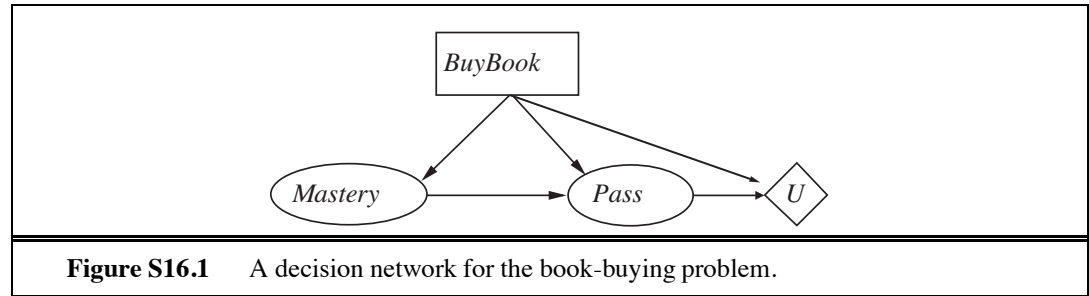 BuyBook
Mastery
Pass
U
Figure S16.1 A decision network for the book-buying problem.